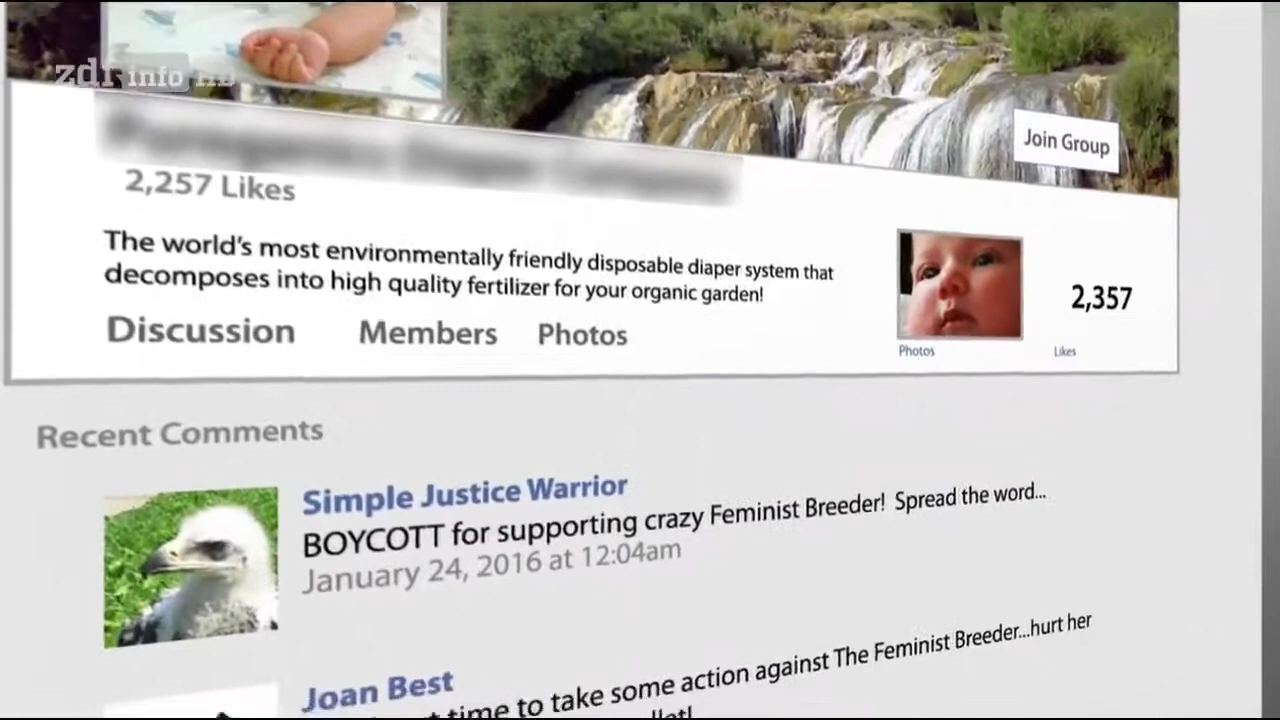 zdf info HD
Join Group
2,257 Likes
The world's most environmentally friendly disposable diaper system that
decomposes into high quality fertilizer for your organic garden!
2,357
Discussion Members Photos
Photos Likes
Recent Comments
Simple Justice Warrior
BOYCOTT for supporting crazy Feminist Breeder! Spread the word...
January 24, 2016 at 12:04am
Joan Best
time to take some action against The Feminist Breeder...hurt her